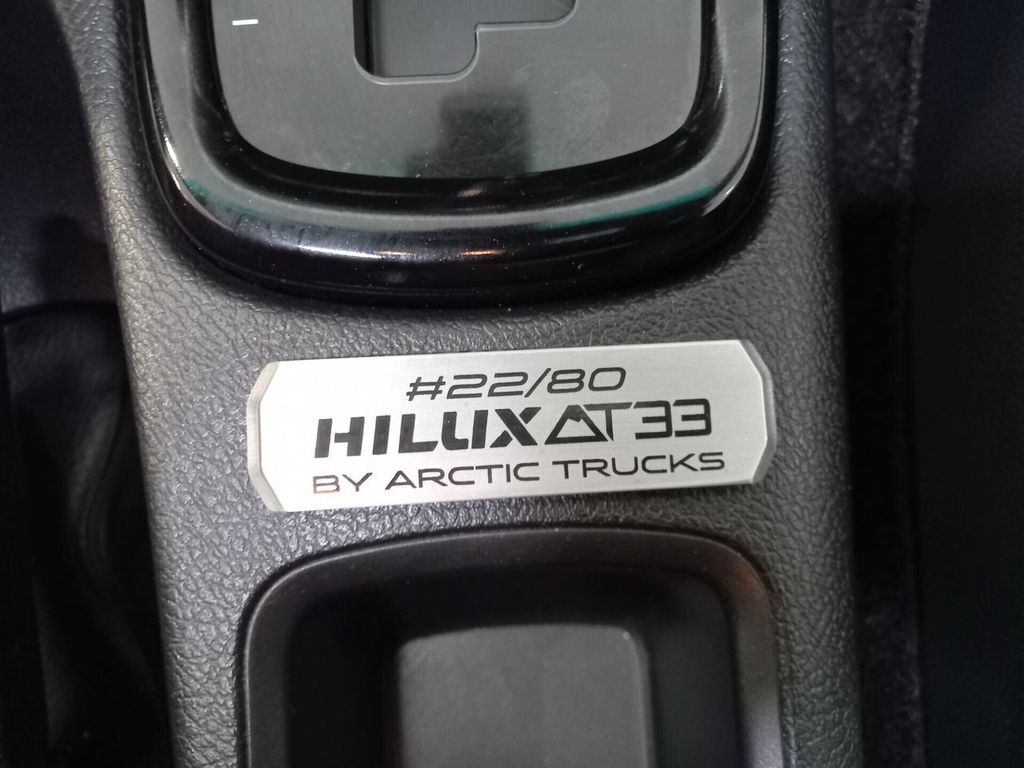 #22/80
HILUX AT33
BY ARCTIC TRUCKS